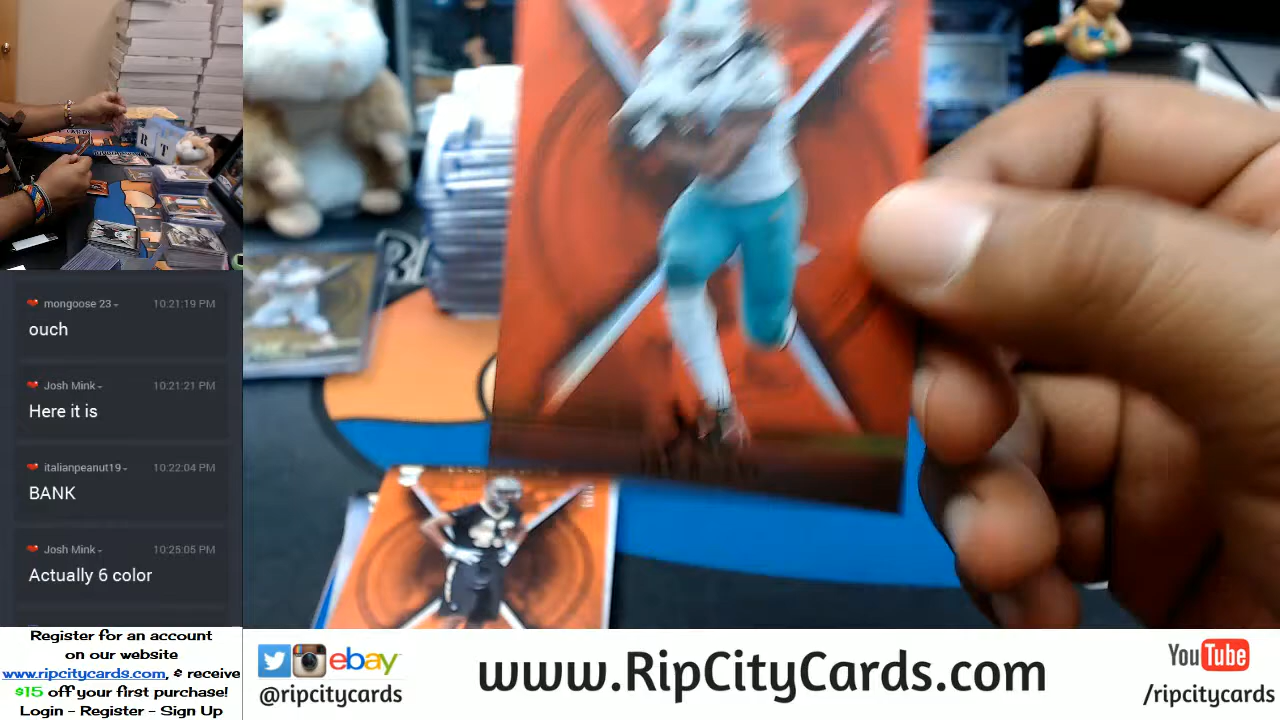 mongoose 23
10:21:19 PM
ouch
Josh Mink
10:21:21 PM
Here it is
italianpeanut19
10:22:04 PM
BANK
Josh Mink
10:25:05 PM
Actually 6 color
Register for an account
on our website
www.ripcitycards.com, & receive
$15 off your first purchase!
Login - Register - Sign Up
ebay
@ripcitycards
www.RipCityCards.com
YouTube
/ripcitycards
R T